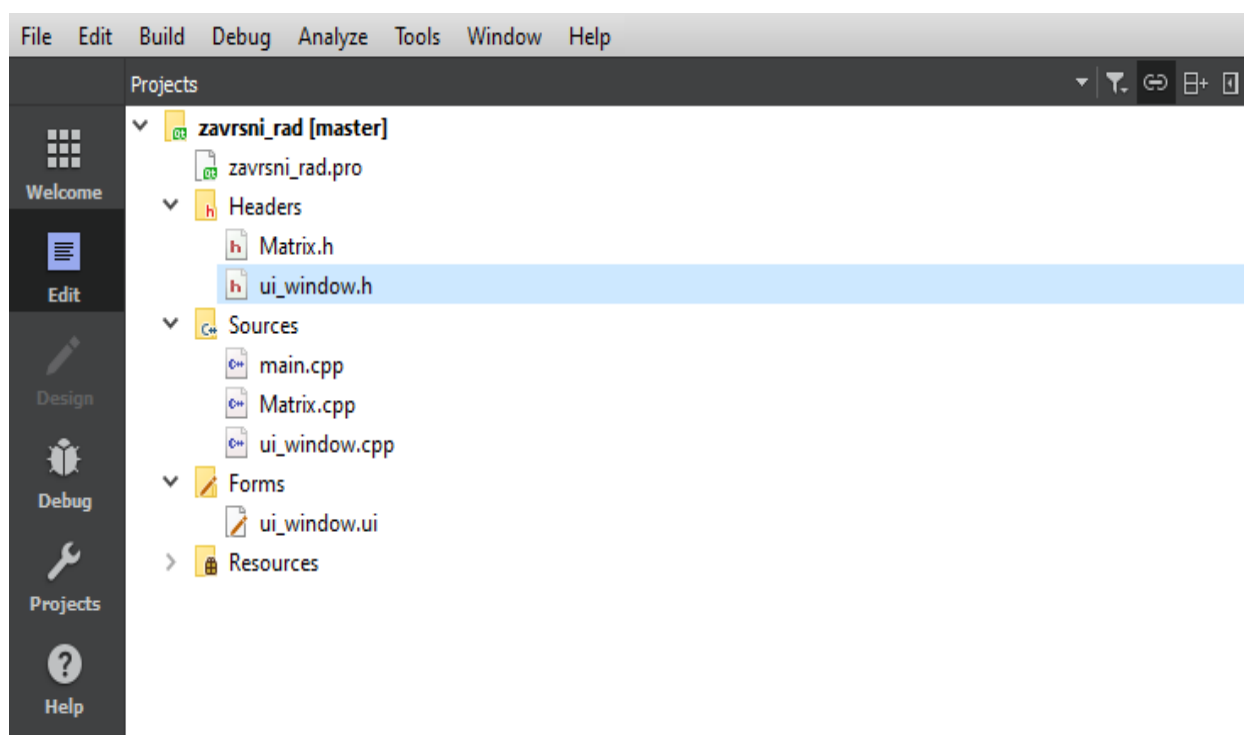 File Edit Build Debug Analyze Tools Window Help
Projects
zavrsni_rad [master]
zavrsni_rad.pro
Welcome
Headers
Matrix.h
ui_window.h
Edit
Sources
main.cpp
Matrix.cpp
Design
ui_window.cpp
Forms
Debug
ui_window.ui
Resources
Projects
Help